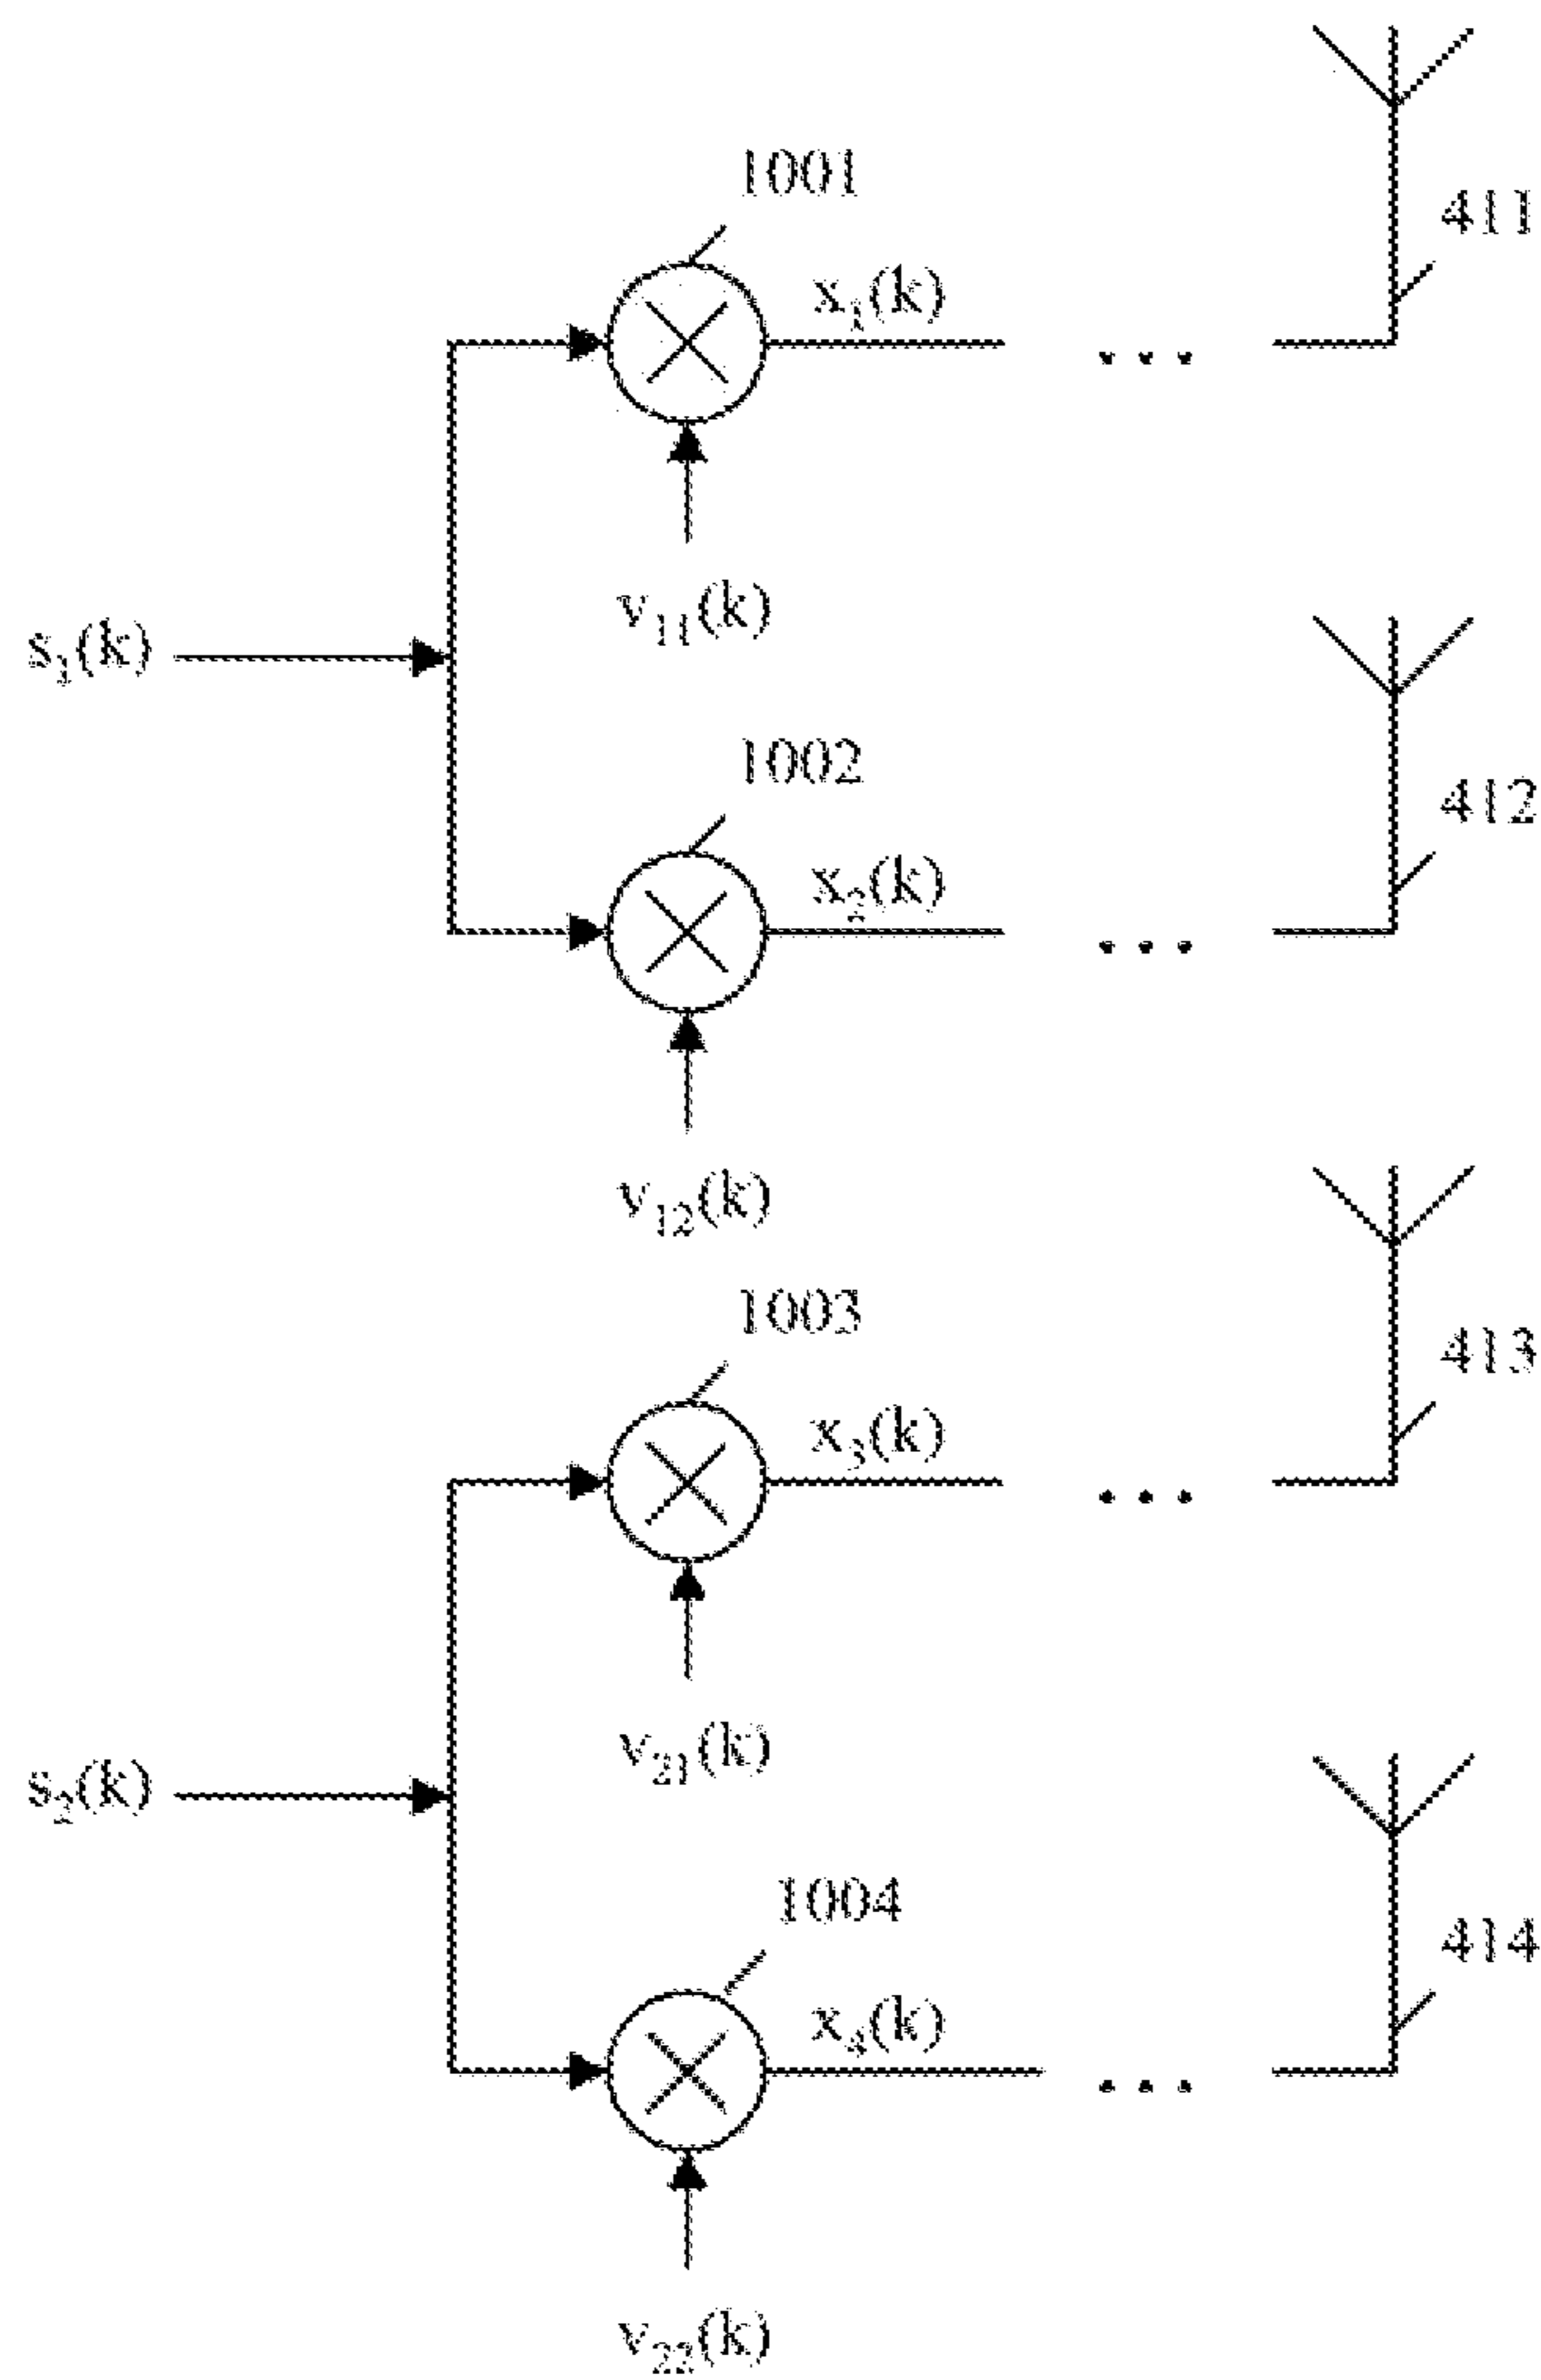 1001
411
x₁(k)
v₁₁(k)
s₁(k)
1002
412
x₂(k)
v₁₂(k)
1003
413
x₃(k)
v₂₁(k)
s₂(k)
1004
414
x₄(k)
v₂₂(k)